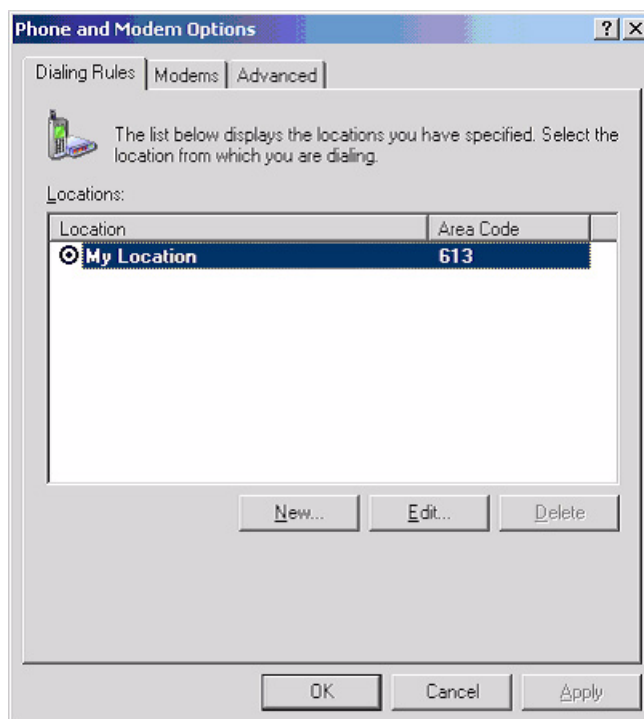 Phone and Modem Options
Dialing Rules Modems Advanced
The list below displays the locations you have specified. Select the
location from which you are dialing.
Locations:
Location Area Code
My Location 613
New... Edit... Delete
OK Cancel Apply